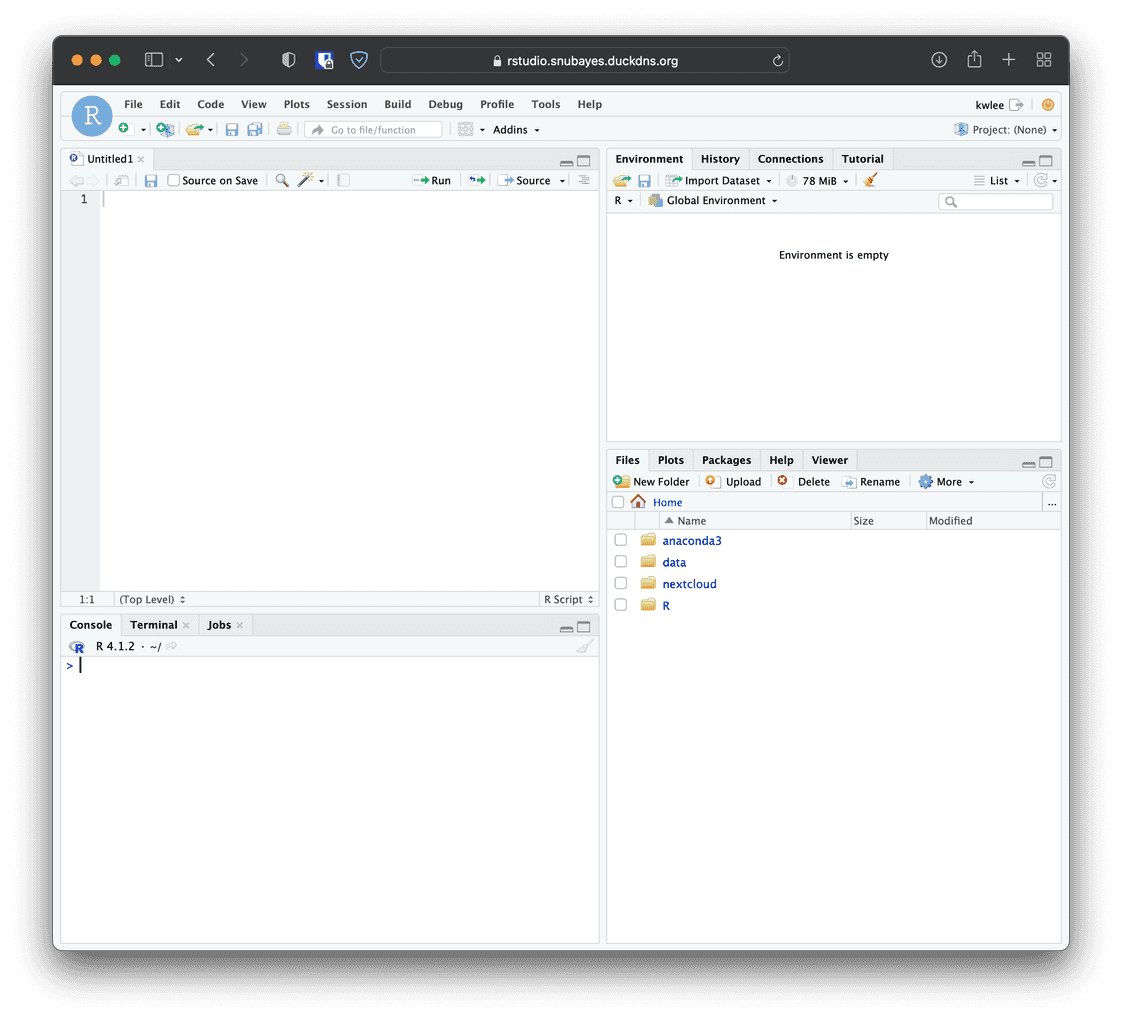 rstudio.snubayes.duckdns.org
R
File Edit Code View Plots Session Build Debug Profile Tools Help
kwlee
Go to file/function
Addins
Project: (None)
Untitled1
Source on Save
Run
Source
1
1:1
(Top Level)
R Script
Console Terminal Jobs
R 4.1.2 · ~/
>
Environment History Connections Tutorial
Import Dataset
78 MiB
List
R
Global Environment
Environment is empty
Files Plots Packages Help Viewer
New Folder Upload Delete Rename More
Home
...
Name Size Modified
anaconda3
data
nextcloud
R